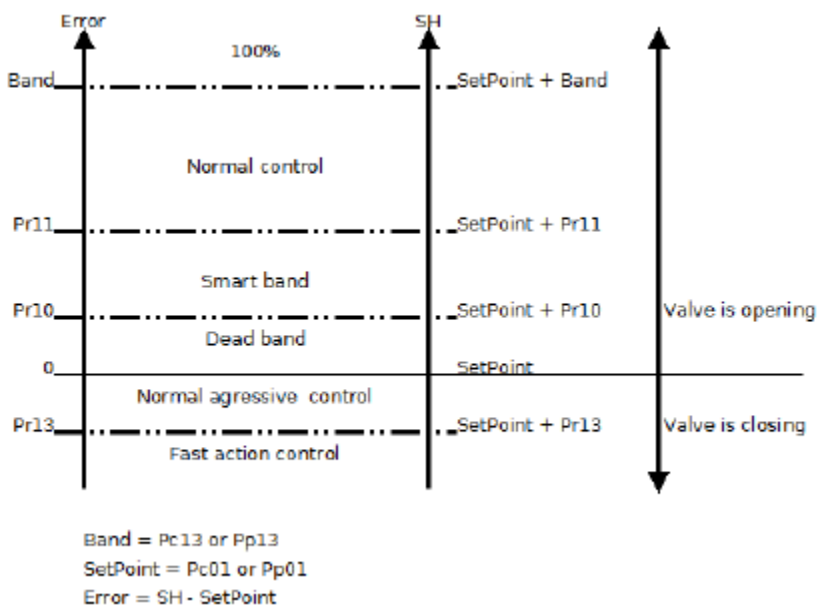 Error SH
100%
Band SetPoint + Band
Normal control
Pr11 SetPoint + Pr11
Smart band
Pr10 SetPoint + Pr10 Valve is opening
Dead band
0 SetPoint
Normal agressive control
Pr13 SetPoint + Pr13 Valve is closing
Fast action control
Band = Pc13 or Pp13
SetPoint = Pc01 or Pp01
Error = SH - SetPoint